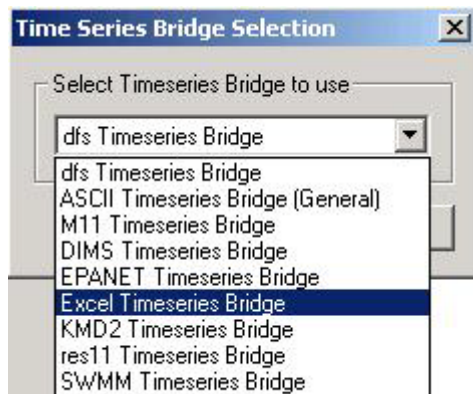 Time Series Bridge Selection
Select Timeseries Bridge to use
dfs Timeseries Bridge
dfs Timeseries Bridge
ASCII Timeseries Bridge (General)
M11 Timeseries Bridge
DIMS Timeseries Bridge
EPANET Timeseries Bridge
Excel Timeseries Bridge
KMD2 Timeseries Bridge
res11 Timeseries Bridge
SWMM Timeseries Bridge